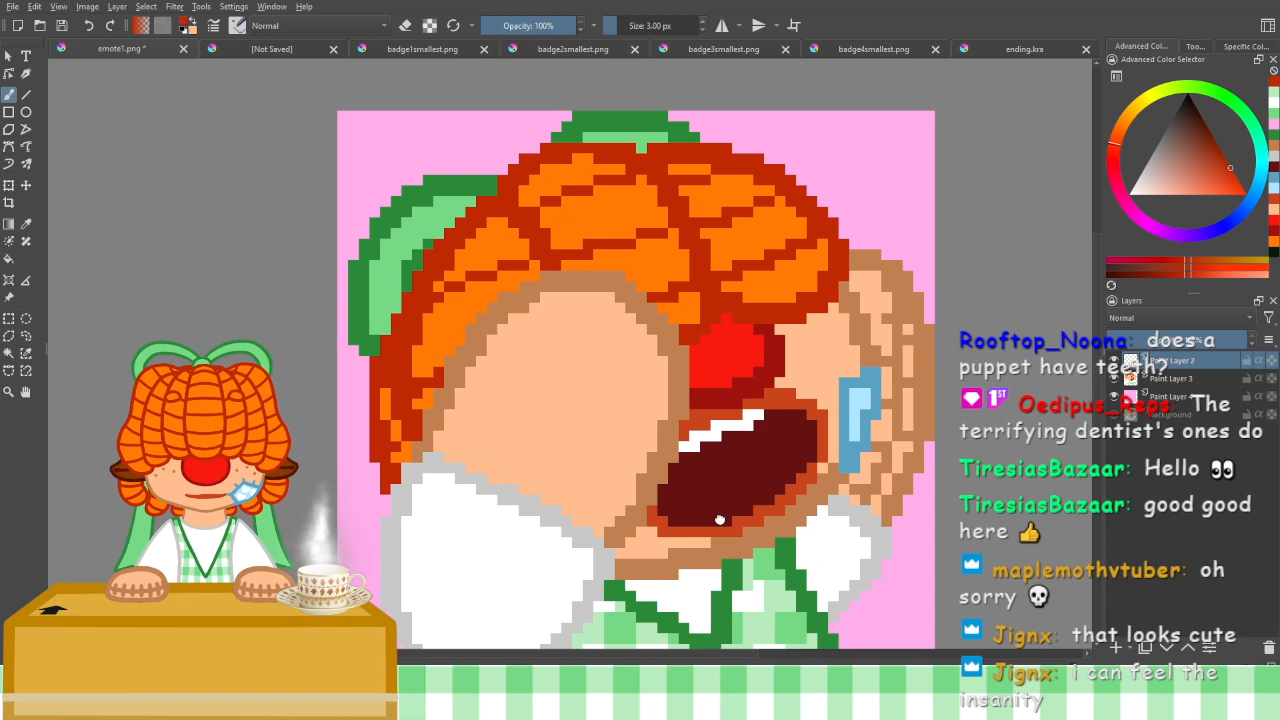 File Edit View Image Layer Select Filter Tools Settings Window Help
Normal Opacity: 100% Size: 3.00 px
emote1.png * [Not Saved] badge1smallest.png badge2smallest.png badge3smallest.png badge4smallest.png ending.kra
Advanced Col... Too... Specific Col...
Advanced Color Selector
Layers
Normal
Paint Layer 2
Paint Layer 3
Paint Layer
Background
Rooftop_Noona: does a
puppet have teeth?
Oedipus_Reps: The
terrifying dentist's ones do
TiresiasBazaar: Hello 👀
TiresiasBazaar: good good
here 👍
maplemothvtuber: oh
sorry 💀
Jignx: that looks cute
Jignx: i can feel the
insanity